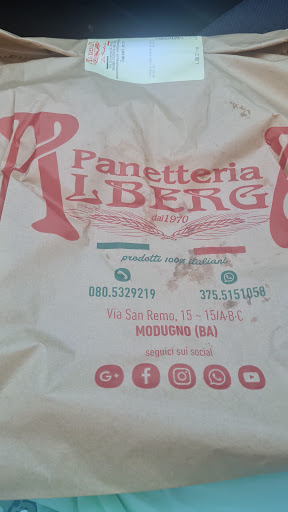 Panetteria
ALBERG
dal 1970
prodotti 100% italiani
080.5329219 375.5151058
Via San Remo, 15 - 15/A-B-C
MODUGNO (BA)
seguici sui social
G+ f